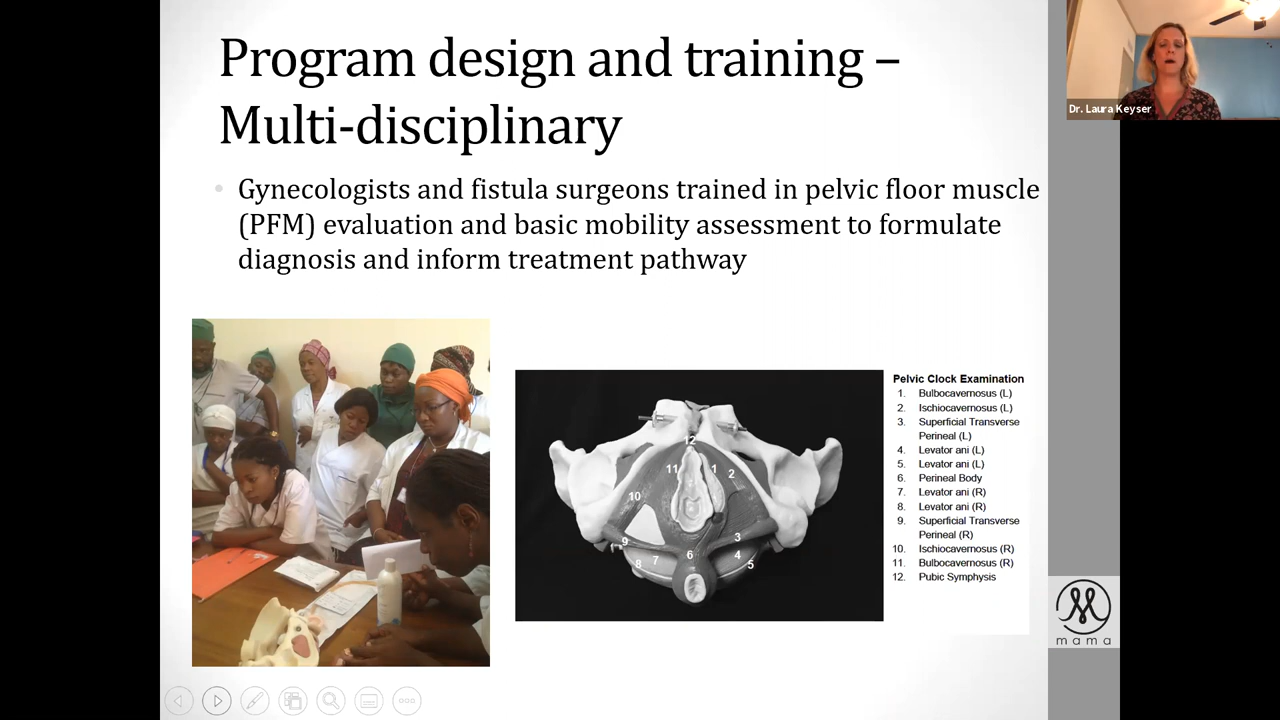 Program design and training –
Multi-disciplinary
• Gynecologists and fistula surgeons trained in pelvic floor muscle
(PFM) evaluation and basic mobility assessment to formulate
diagnosis and inform treatment pathway
Dr. Laura Keyser
12
11
1
2
10
3
9
6
4
7
8
5
Pelvic Clock Examination
1. Bulbocavernosus (L)
2. Ischiocavernosus (L)
3. Superficial Transverse
Perineal (L)
4. Levator ani (L)
5. Levator ani (L)
6. Perineal Body
7. Levator ani (R)
8. Levator ani (R)
9. Superficial Transverse
Perineal (R)
10. Ischiocavernosus (R)
11. Bulbocavernosus (R)
12. Pubic Symphysis
mama